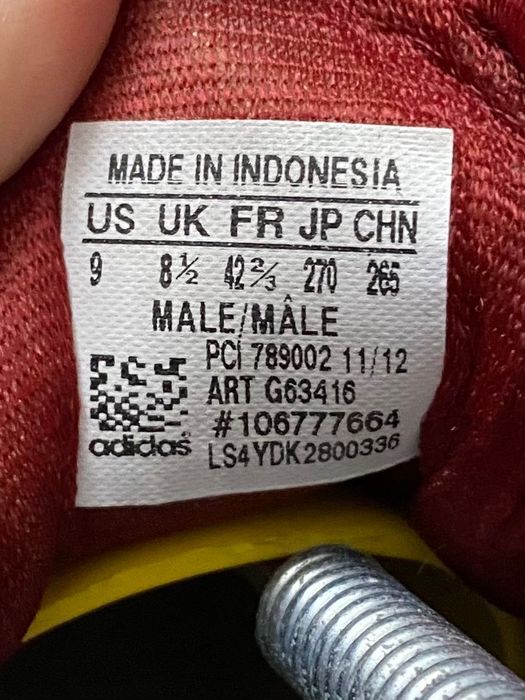 MADE IN INDONESIA
US UK FR JP CHN
9 8½ 42⅔ 270 265
MALE/MÂLE
PCI 789002 11/12
ART G63416
#106777664
adidas LS4YDK2800336